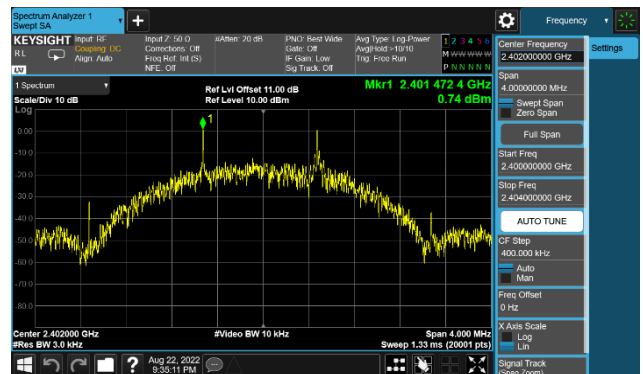 Spectrum Analyzer 1
Swept SA
Frequency
KEYSIGHT
RL
Input: RF
Coupling: DC
Align: Auto
Input Z: 50 Ω
Corrections: Off
Freq Ref: Int (S)
NFE: Off
#Atten: 20 dB
PNO: Best Wide
Gate: Off
IF Gain: Low
Sig Track: Off
Avg Type: Log-Power
Avg|Hold:>10/10
Trig: Free Run
1 2 3 4 5 6
M W W W W W
P N N N N N
LXI
1 Spectrum
Scale/Div 10 dB
Log
Ref Lvl Offset 11.00 dB
Ref Level 10.00 dBm
Mkr1 2.401 472 4 GHz
0.74 dBm
1
0.00
-10.0
-20.0
-30.0
-40.0
-50.0
-60.0
-70.0
-80.0
Center 2.402000 GHz
#Res BW 3.0 kHz
#Video BW 10 kHz
Span 4.000 MHz
Sweep 1.33 ms (20001 pts)
Aug 22, 2022
9:35:11 PM
Settings
Center Frequency
2.402000000 GHz
Span
4.00000000 MHz
Swept Span
Zero Span
Full Span
Start Freq
2.400000000 GHz
Stop Freq
2.404000000 GHz
AUTO TUNE
CF Step
400.000 kHz
Auto
Man
Freq Offset
0 Hz
X Axis Scale
Log
Lin
Signal Track
(Span Zoom)